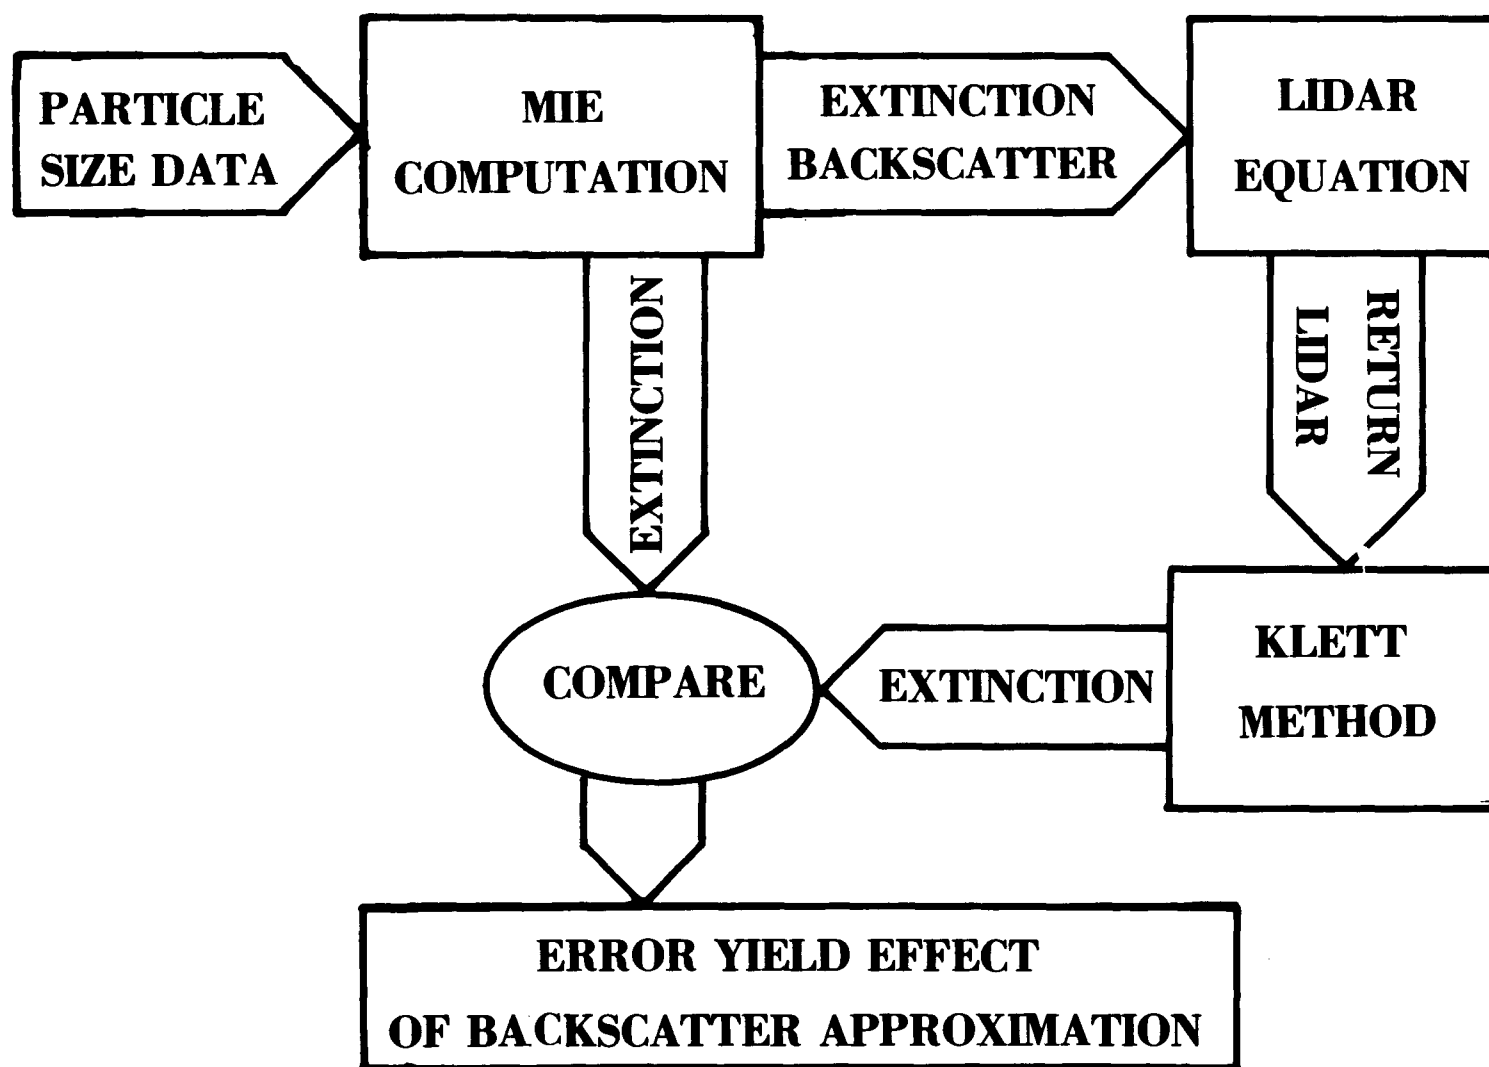 PARTICLE
SIZE DATA
MIE
COMPUTATION
EXTINCTION
BACKSCATTER
LIDAR
EQUATION
EXTINCTION
LIDAR
RETURN
COMPARE
EXTINCTION
KLETT
METHOD
ERROR YIELD EFFECT
OF BACKSCATTER APPROXIMATION